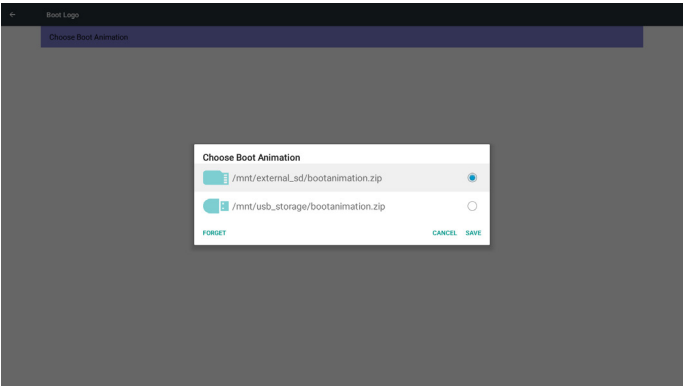 Boot Logo
Choose Boot Animation
Choose Boot Animation
/mnt/external_sd/bootanimation.zip
/mnt/usb_storage/bootanimation.zip
FORGET CANCEL SAVE